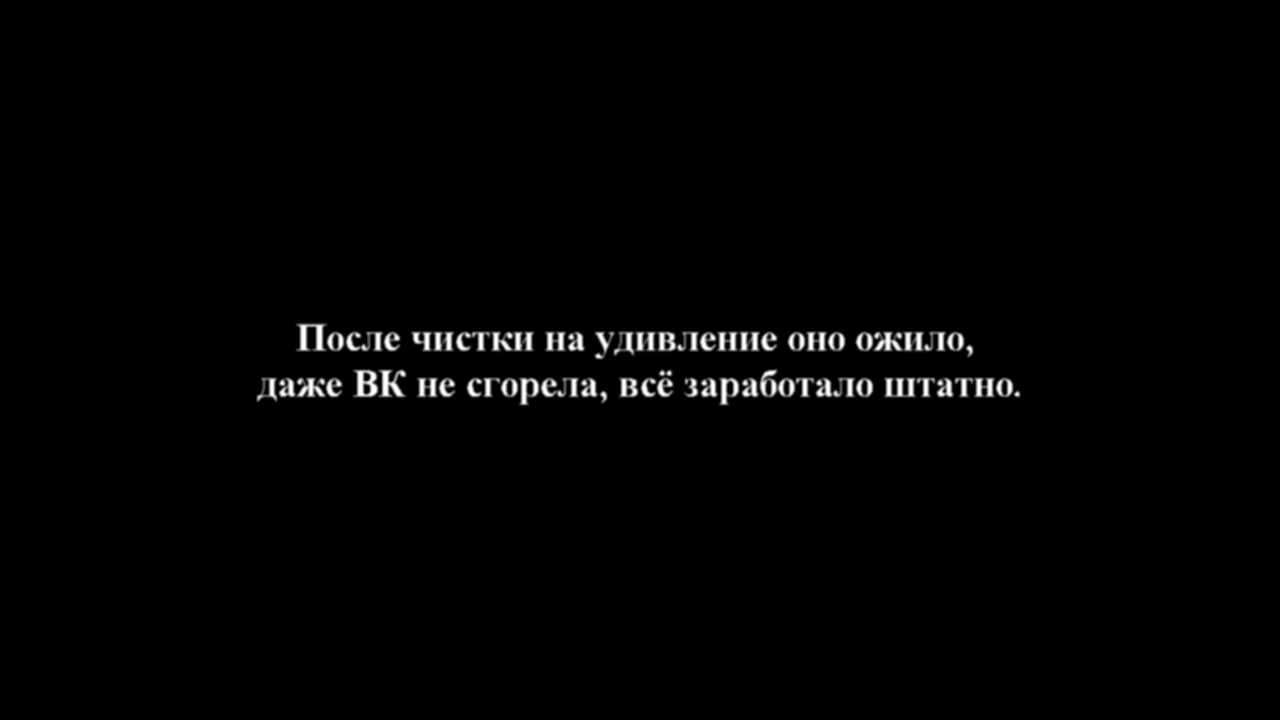 После чистки на удивление оно ожило,
даже ВК не сгорела, всё заработало штатно.